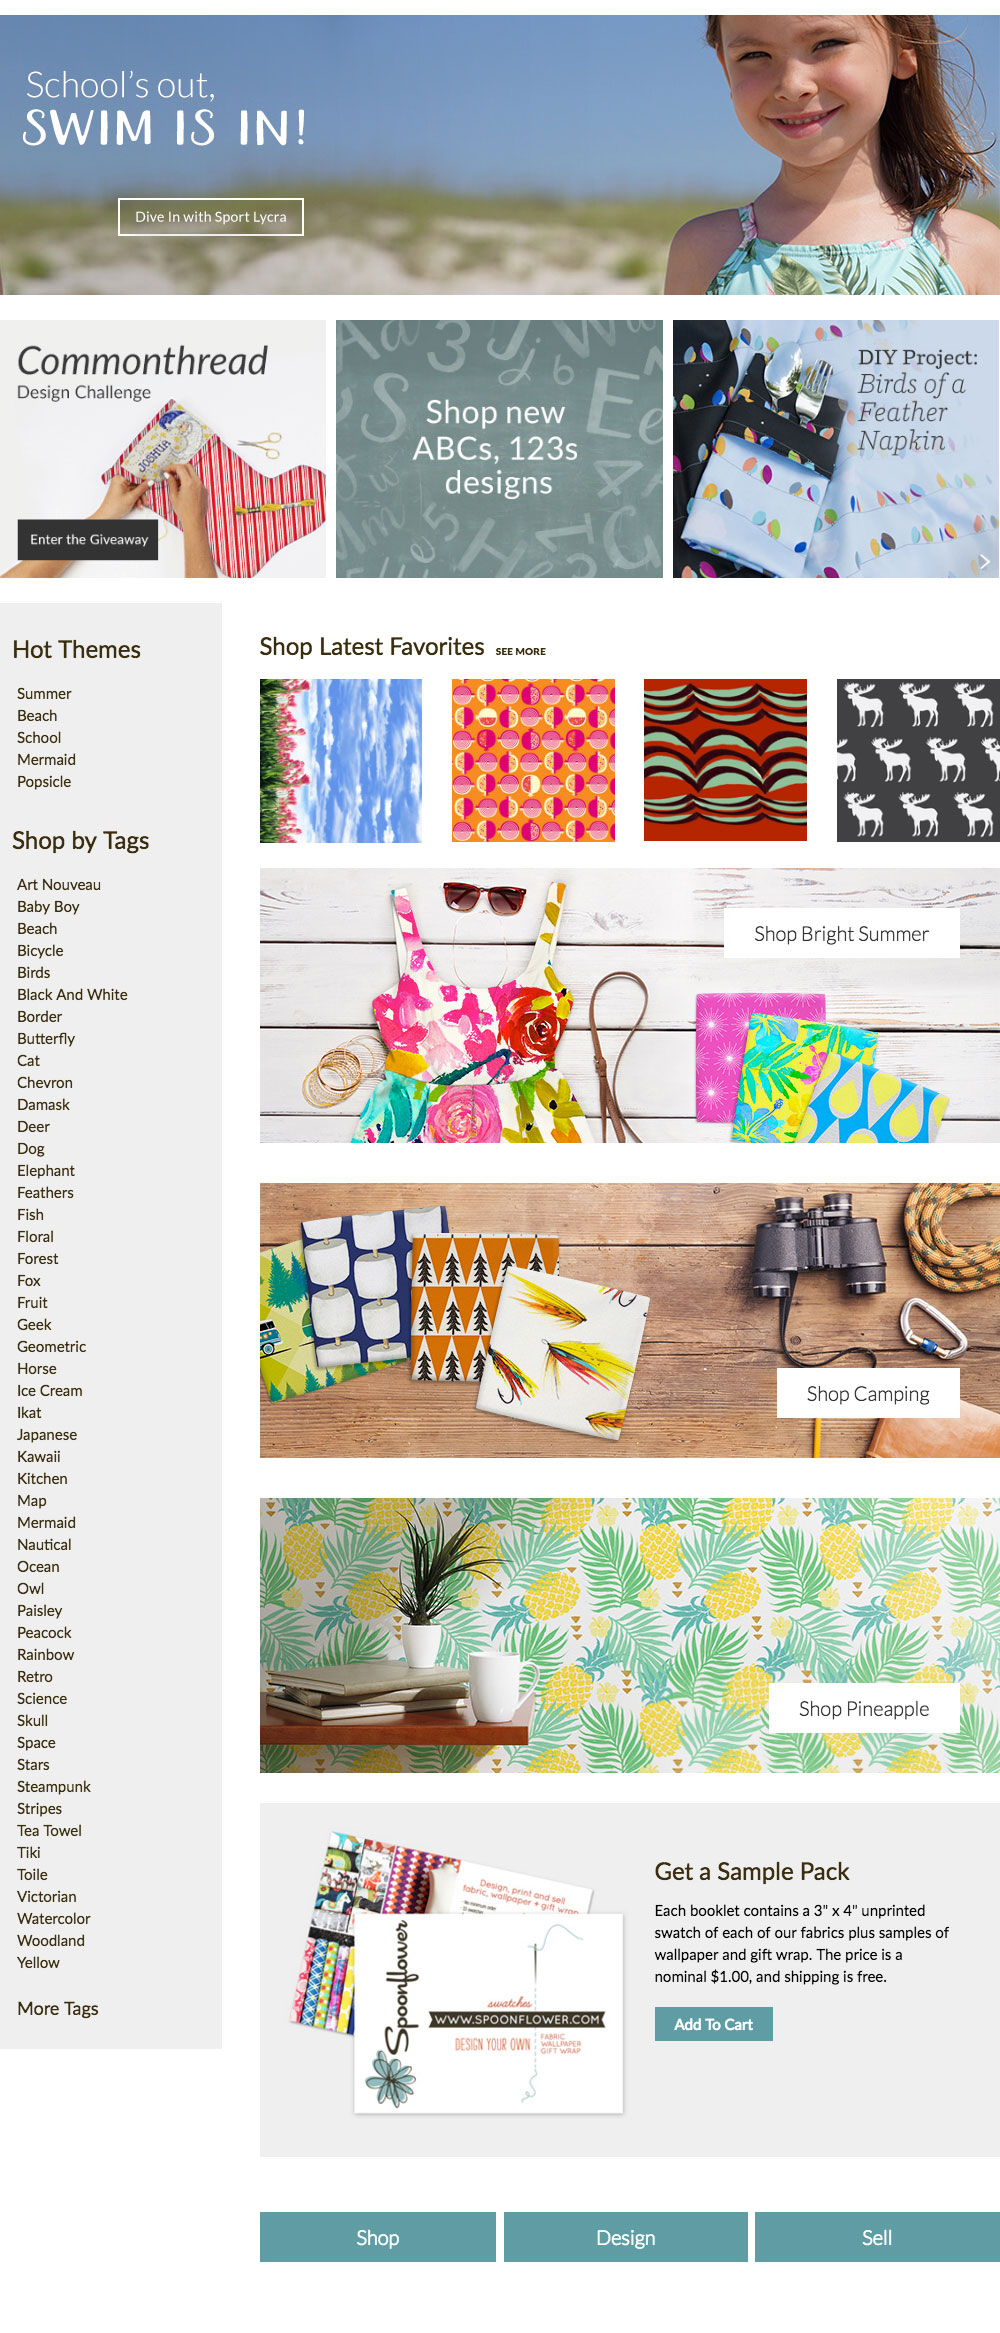 School's out,
SWIM IS IN!
Dive In with Sport Lycra
Commonthread
Design Challenge
JOSHUA
Enter the Giveaway
Shop new
ABCs, 123s
designs
DIY Project:
Birds of a
Feather
Napkin
Hot Themes
Summer
Beach
School
Mermaid
Popsicle
Shop by Tags
Art Nouveau
Baby Boy
Beach
Bicycle
Birds
Black And White
Border
Butterfly
Cat
Chevron
Damask
Deer
Dog
Elephant
Feathers
Fish
Floral
Forest
Fox
Fruit
Geek
Geometric
Horse
Ice Cream
Ikat
Japanese
Kawaii
Kitchen
Map
Mermaid
Nautical
Ocean
Owl
Paisley
Peacock
Rainbow
Retro
Science
Skull
Space
Stars
Steampunk
Stripes
Tea Towel
Tiki
Toile
Victorian
Watercolor
Woodland
Yellow
More Tags
Shop Latest Favorites SEE MORE
Shop Bright Summer
Shop Camping
Shop Pineapple
Design, print and sell
fabric, wallpaper + gift wrap
Spoonflower
swatches
WWW.SPOONFLOWER.COM
DESIGN YOUR OWN
FABRIC
WALLPAPER
GIFT WRAP
Get a Sample Pack
Each booklet contains a 3" x 4" unprinted
swatch of each of our fabrics plus samples of
wallpaper and gift wrap. The price is a
nominal $1.00, and shipping is free.
Add To Cart
Shop
Design
Sell